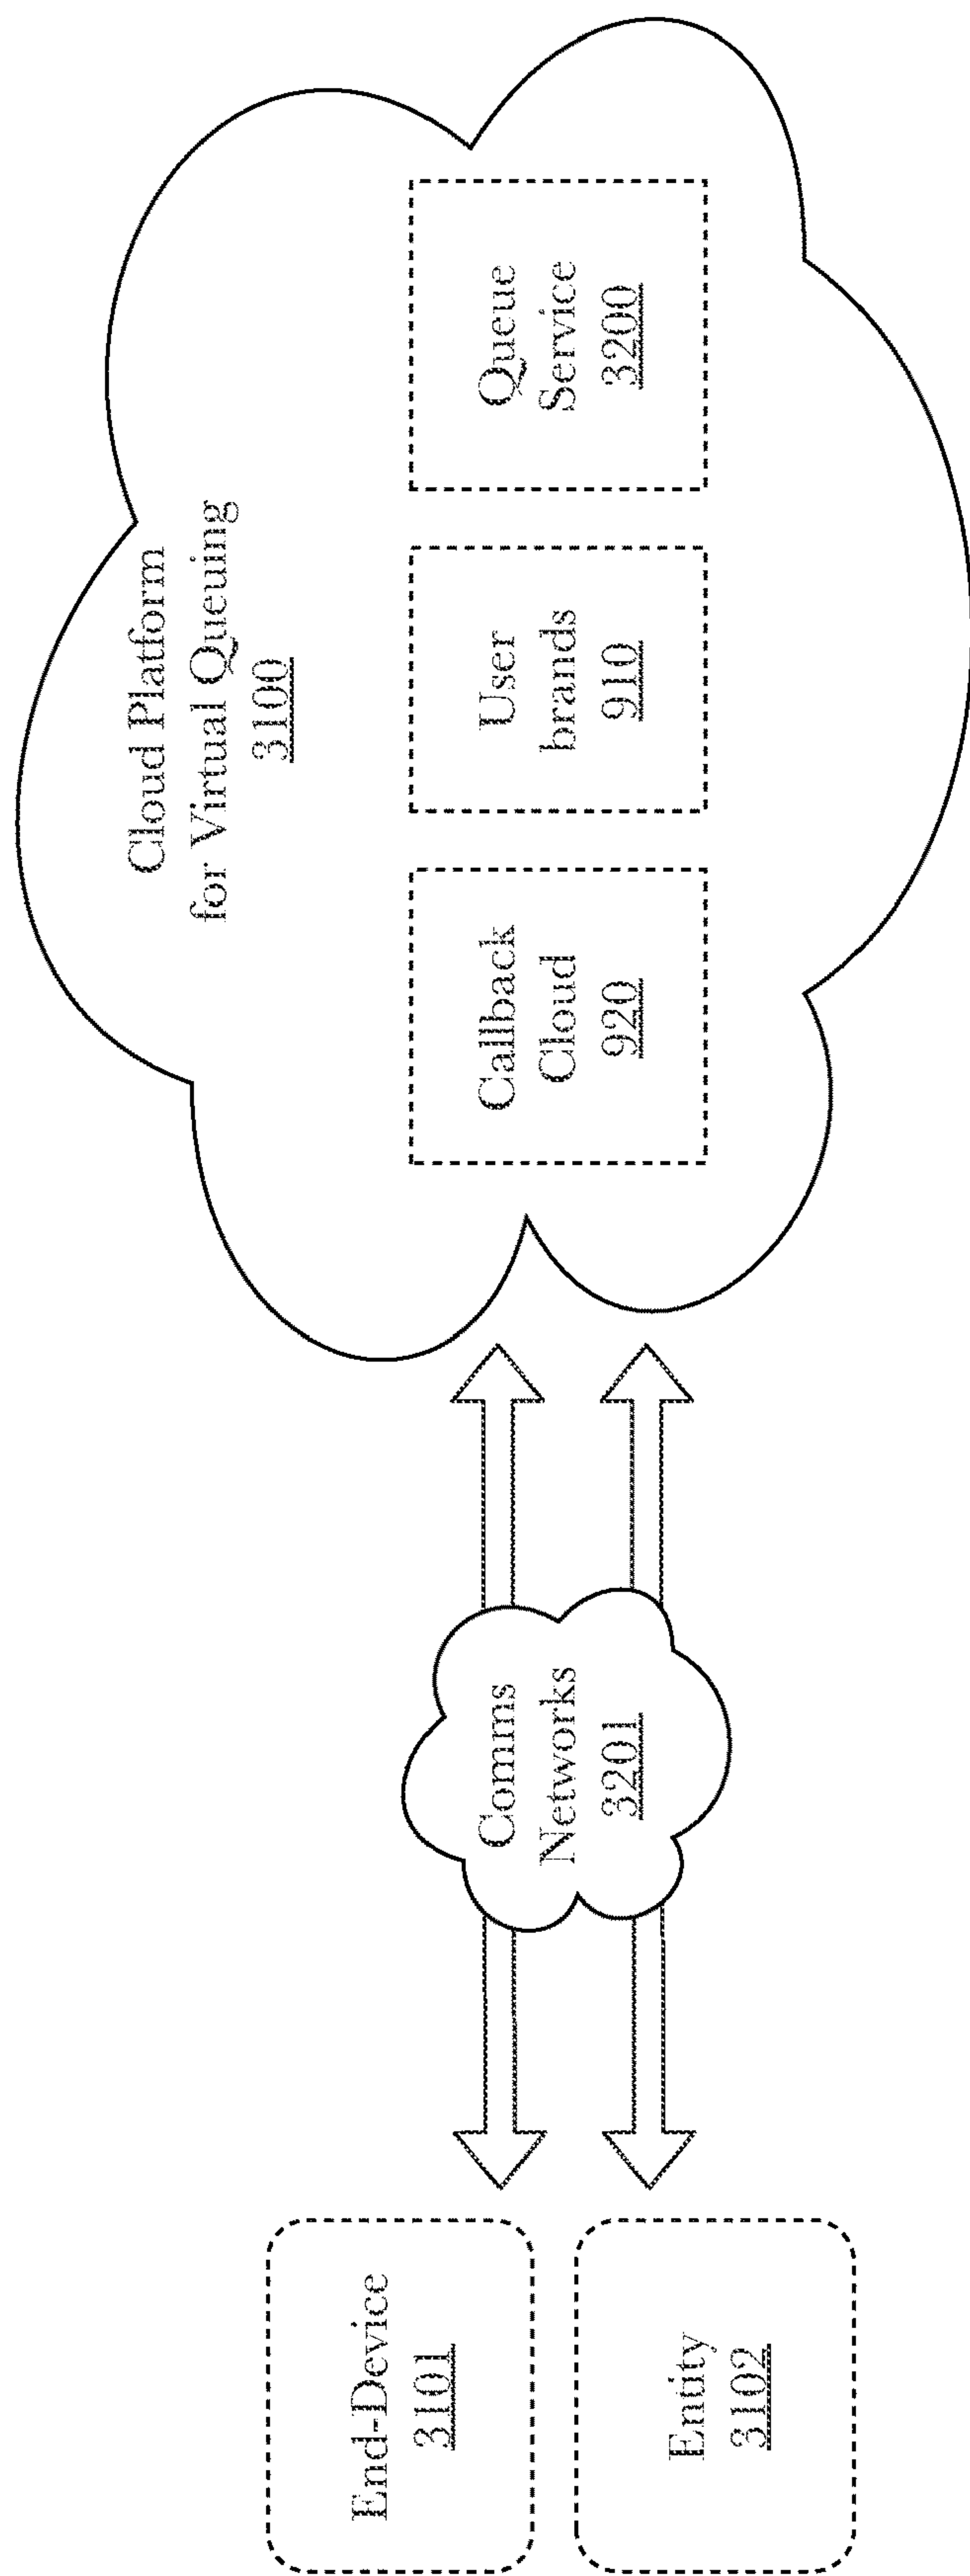 Cloud Platform
for Virtual Queuing
3100
End-Device
3101
Entity
3102
Comms
Networks
3201
Callback
Cloud
920
User
brands
910
Queue
Service
3200